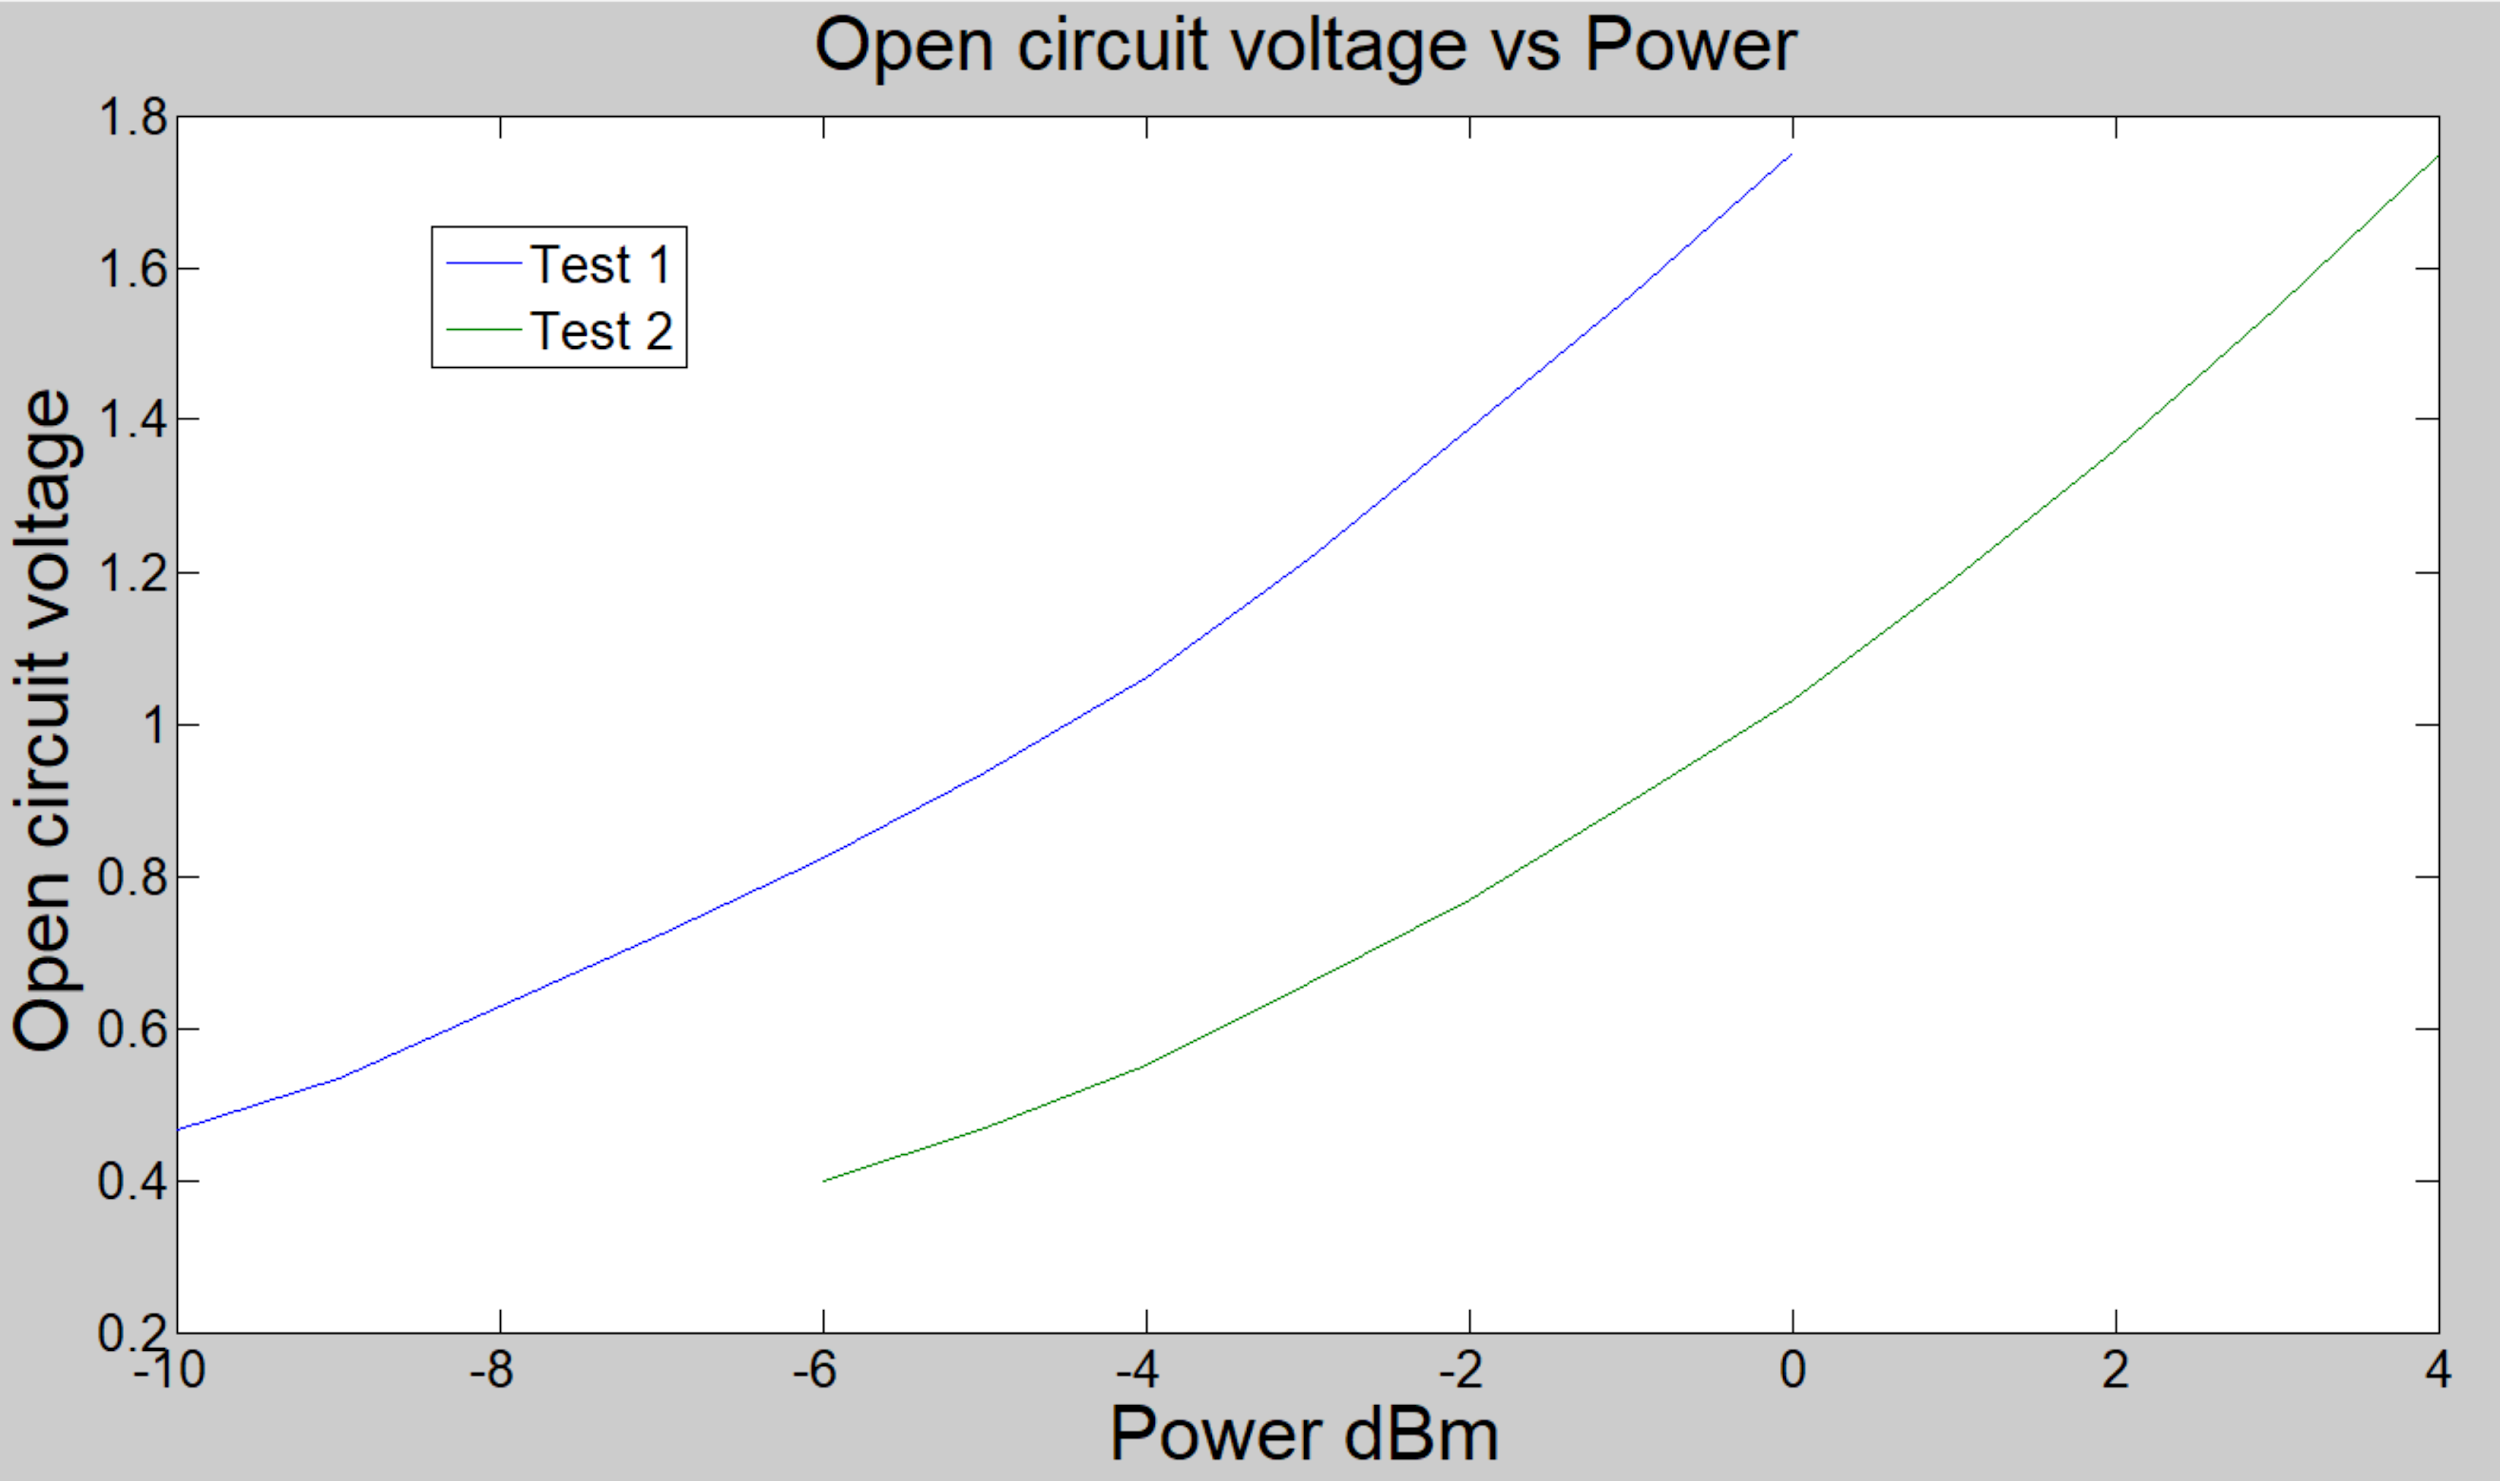 Open circuit voltage vs Power
1.8
1.6
1.4
1.2
1
0.8
0.6
0.4
0.2
Open circuit voltage
Test 1
Test 2
-10 -8 -6 -4 -2 0 2 4
Power dBm